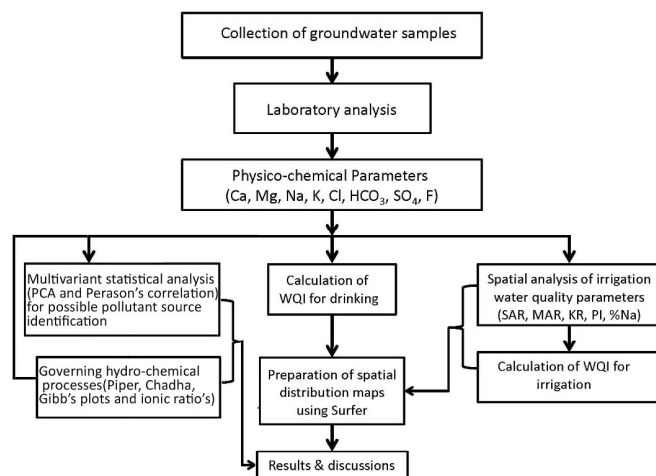 Collection of groundwater samples
Laboratory analysis
Physico-chemical Parameters
(Ca, Mg, Na, K, Cl, HCO₃, SO₄, F)
Multivariant statistical analysis
(PCA and Perason's correlation)
for possible pollutant source
identification
Calculation of
WQI for drinking
Spatial analysis of irrigation
water quality parameters
(SAR, MAR, KR, PI, %Na)
Governing hydro-chemical
processes(Piper, Chadha,
Gibb's plots and ionic ratio's)
Preparation of spatial
distribution maps
using Surfer
Calculation of WQI for
irrigation
Results & discussions